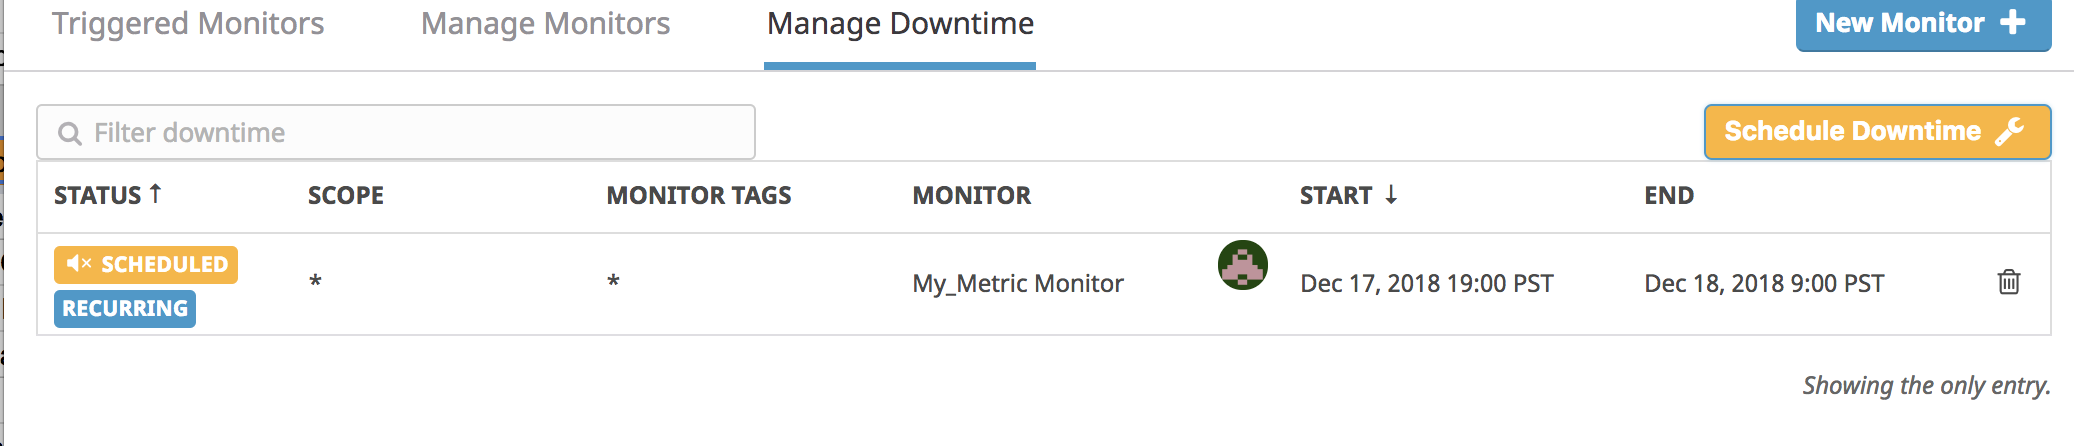 Triggered Monitors Manage Monitors Manage Downtime New Monitor +
Filter downtime Schedule Downtime
STATUS ↑ SCOPE MONITOR TAGS MONITOR START ↓ END
SCHEDULED
* * My_Metric Monitor Dec 17, 2018 19:00 PST Dec 18, 2018 9:00 PST
RECURRING
Showing the only entry.